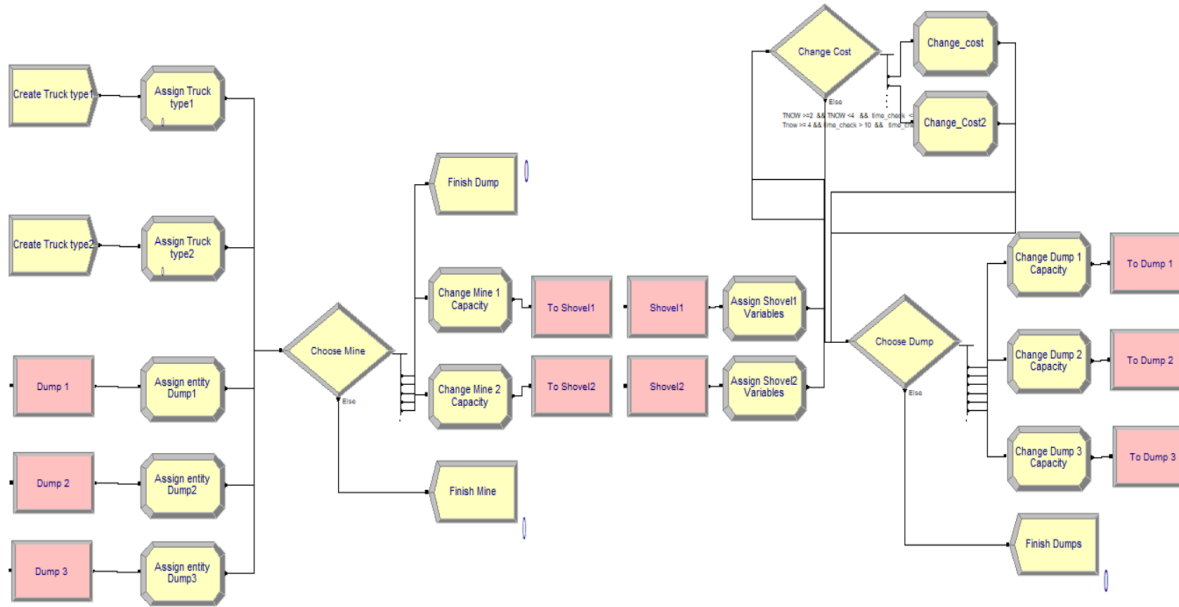 Create Truck type1
Assign Truck
type1
Create Truck type2
Assign Truck
type2
Dump 1
Assign entity
Dump1
Dump 2
Assign entity
Dump2
Dump 3
Assign entity
Dump3
Choose Mine
Else
Finish Dump
Change Mine 1
Capacity
Change Mine 2
Capacity
Finish Mine
To Shovel1
To Shovel2
Shovel1
Shovel2
Assign Shovel1
Variables
Assign Shovel2
Variables
Change Cost
Else
TNOW >=2 && TNOW <4 && time_check <
Tnow >= 4 && time_check > 10 &&
Change_cost
Change_Cost2
Choose Dump
Else
Change Dump 1
Capacity
To Dump 1
Change Dump 2
Capacity
To Dump 2
Change Dump 3
Capacity
To Dump 3
Finish Dumps